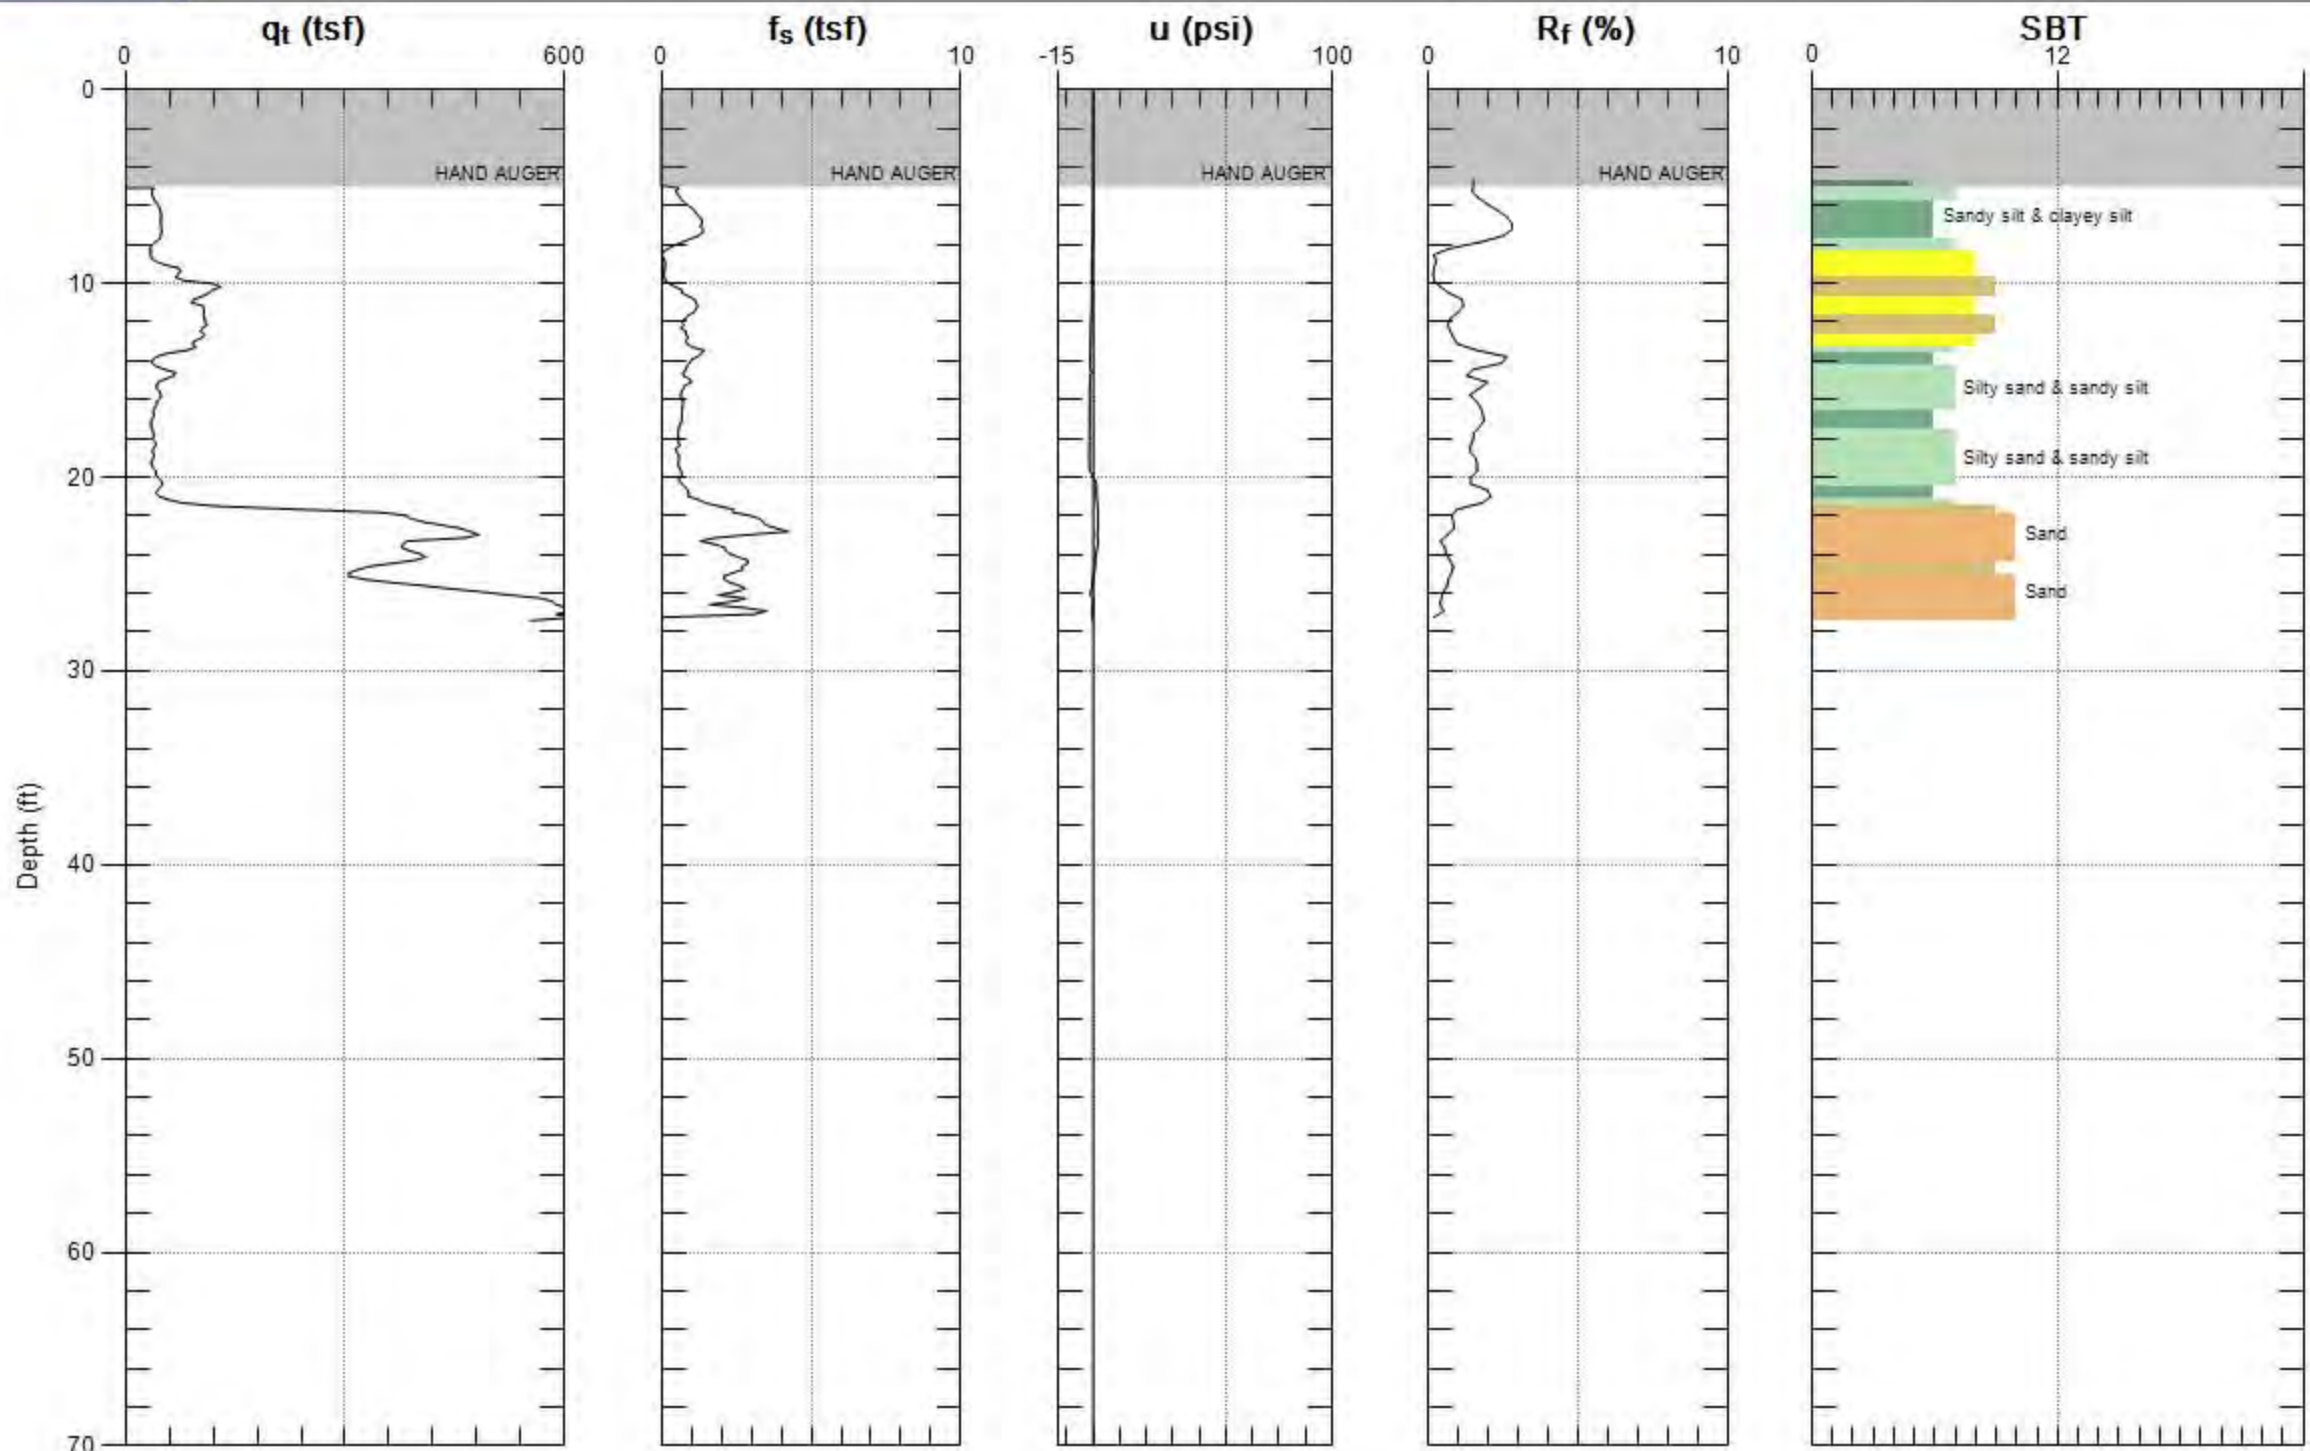 qt (tsf) fs (tsf) u (psi) Rf (%) SBT
0 600 0 10 -15 100 0 10 0 12
0
HAND AUGER HAND AUGER HAND AUGER HAND AUGER
Sandy silt & clayey silt
10
Silty sand & sandy silt
Silty sand & sandy silt
20
Sand
Sand
30
40
Depth (ft)
50
60
70